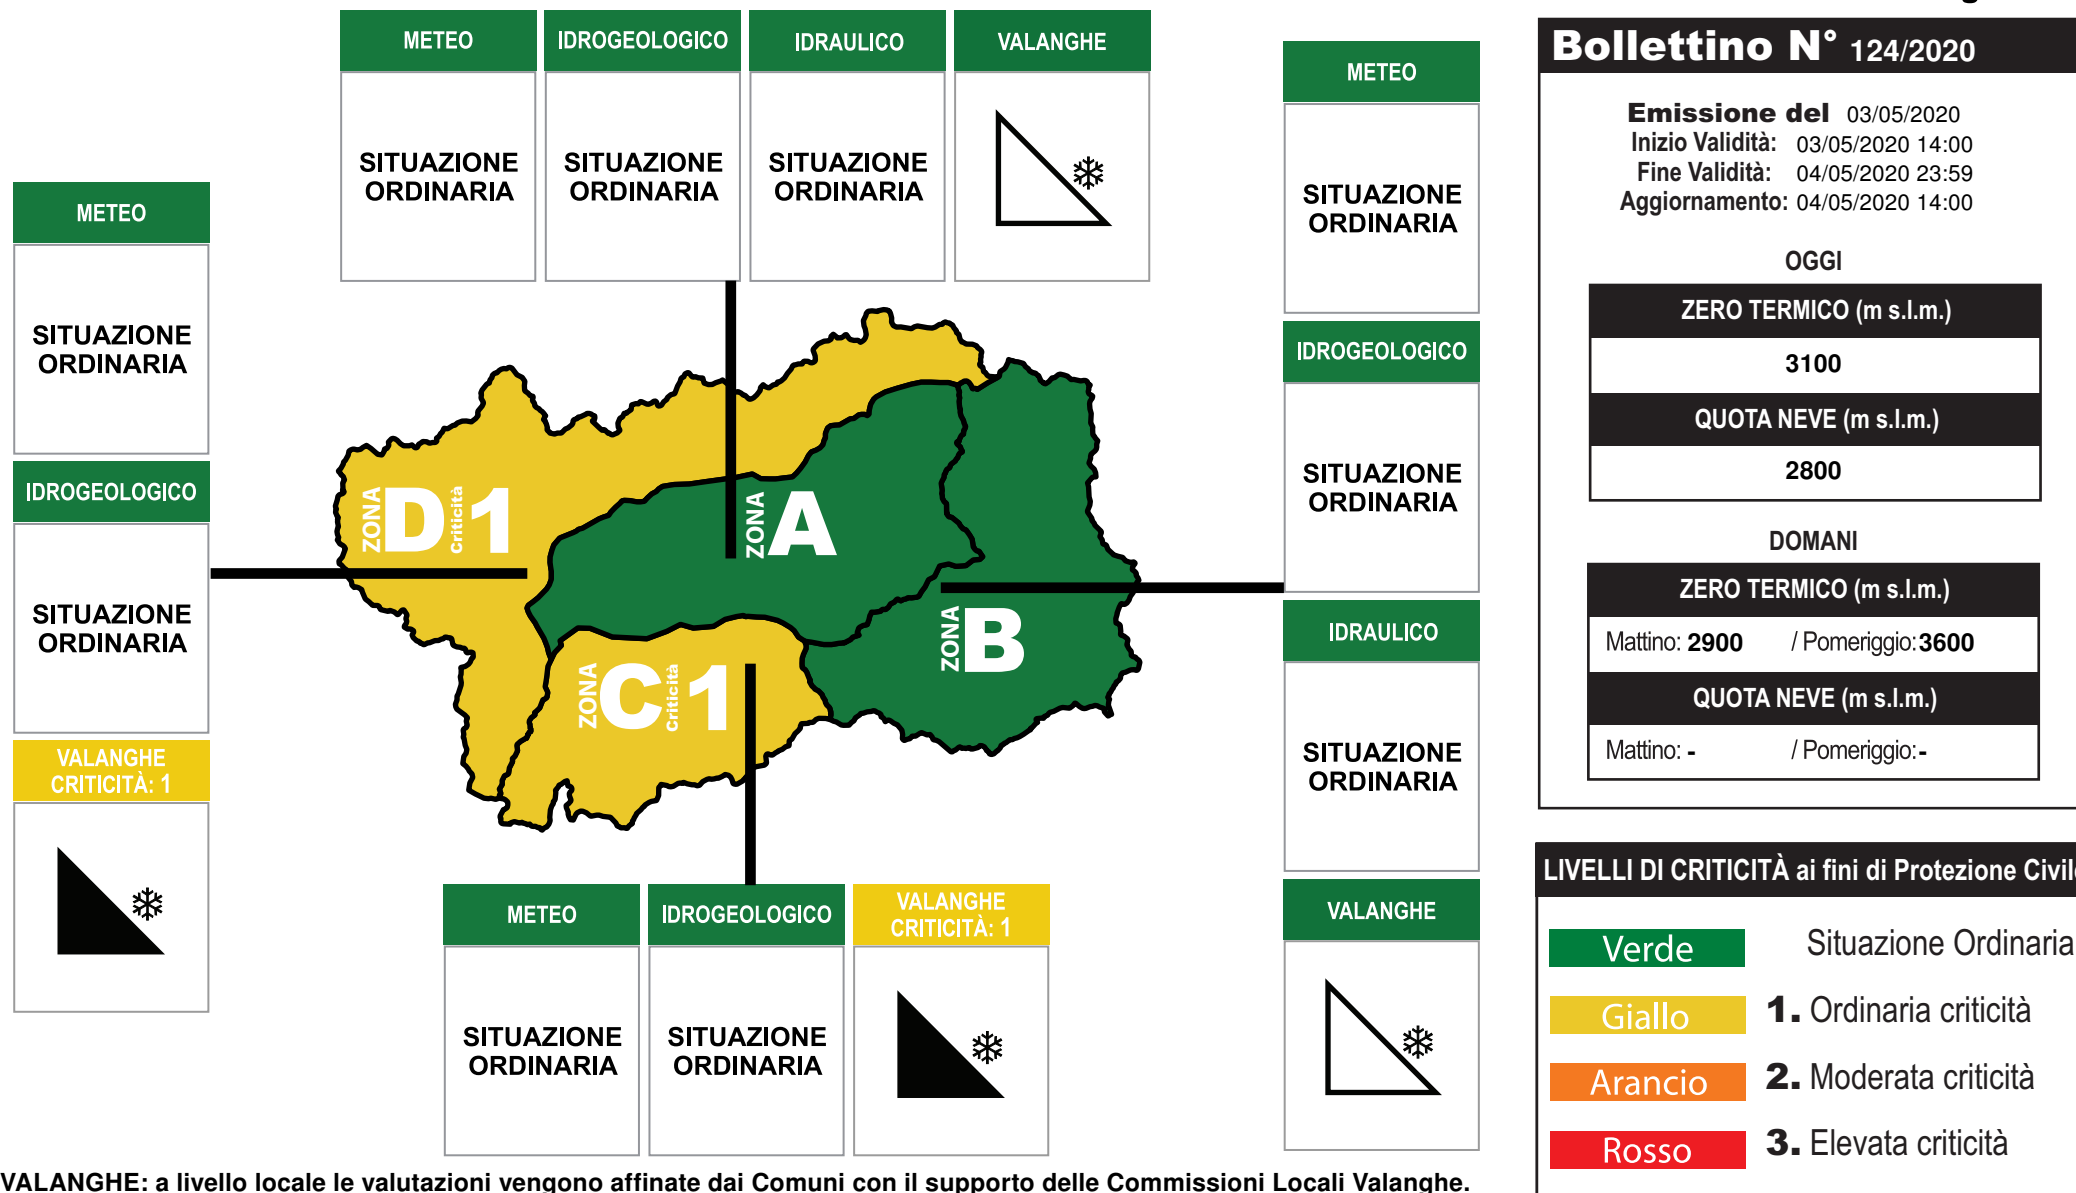 METEO
IDROGEOLOGICO
IDRAULICO
VALANGHE
SITUAZIONE
ORDINARIA
SITUAZIONE
ORDINARIA
SITUAZIONE
ORDINARIA
METEO
SITUAZIONE
ORDINARIA
IDROGEOLOGICO
SITUAZIONE
ORDINARIA
VALANGHE
CRITICITÀ: 1
ZONA D Criticità 1
ZONA A
ZONA B
ZONA C Criticità 1
METEO
IDROGEOLOGICO
VALANGHE
CRITICITÀ: 1
SITUAZIONE
ORDINARIA
SITUAZIONE
ORDINARIA
METEO
SITUAZIONE
ORDINARIA
IDROGEOLOGICO
SITUAZIONE
ORDINARIA
IDRAULICO
SITUAZIONE
ORDINARIA
VALANGHE
Bollettino N° 124/2020
Emissione del 03/05/2020
Inizio Validità: 03/05/2020 14:00
Fine Validità: 04/05/2020 23:59
Aggiornamento: 04/05/2020 14:00
OGGI
ZERO TERMICO (m s.l.m.)
3100
QUOTA NEVE (m s.l.m.)
2800
DOMANI
ZERO TERMICO (m s.l.m.)
Mattino: 2900 / Pomeriggio: 3600
QUOTA NEVE (m s.l.m.)
Mattino: - / Pomeriggio: -
LIVELLI DI CRITICITÀ ai fini di Protezione Civile
Verde Situazione Ordinaria
Giallo 1. Ordinaria criticità
Arancio 2. Moderata criticità
Rosso 3. Elevata criticità
VALANGHE: a livello locale le valutazioni vengono affinate dai Comuni con il supporto delle Commissioni Locali Valanghe.